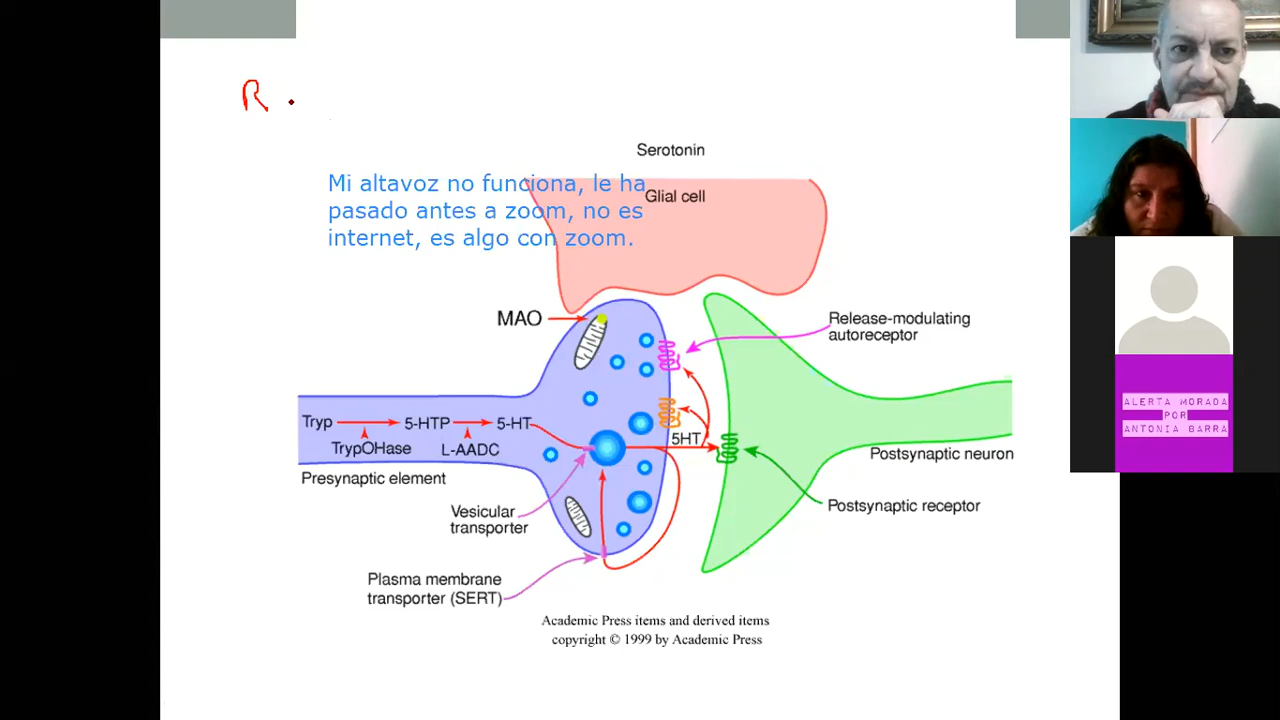 R
Serotonin
Mi altavoz no funciona, le ha
pasado antes a zoom, no es
internet, es algo con zoom.
Glial cell
MAO
Release-modulating
autoreceptor
Tryp
5-HTP
5-HT
TrypOHase
L-AADC
5HT
Presynaptic element
Postsynaptic neuron
Vesicular
transporter
Postsynaptic receptor
Plasma membrane
transporter (SERT)
Academic Press items and derived items
copyright © 1999 by Academic Press
ALERTA MORADA
POR
ANTONIA BARRA